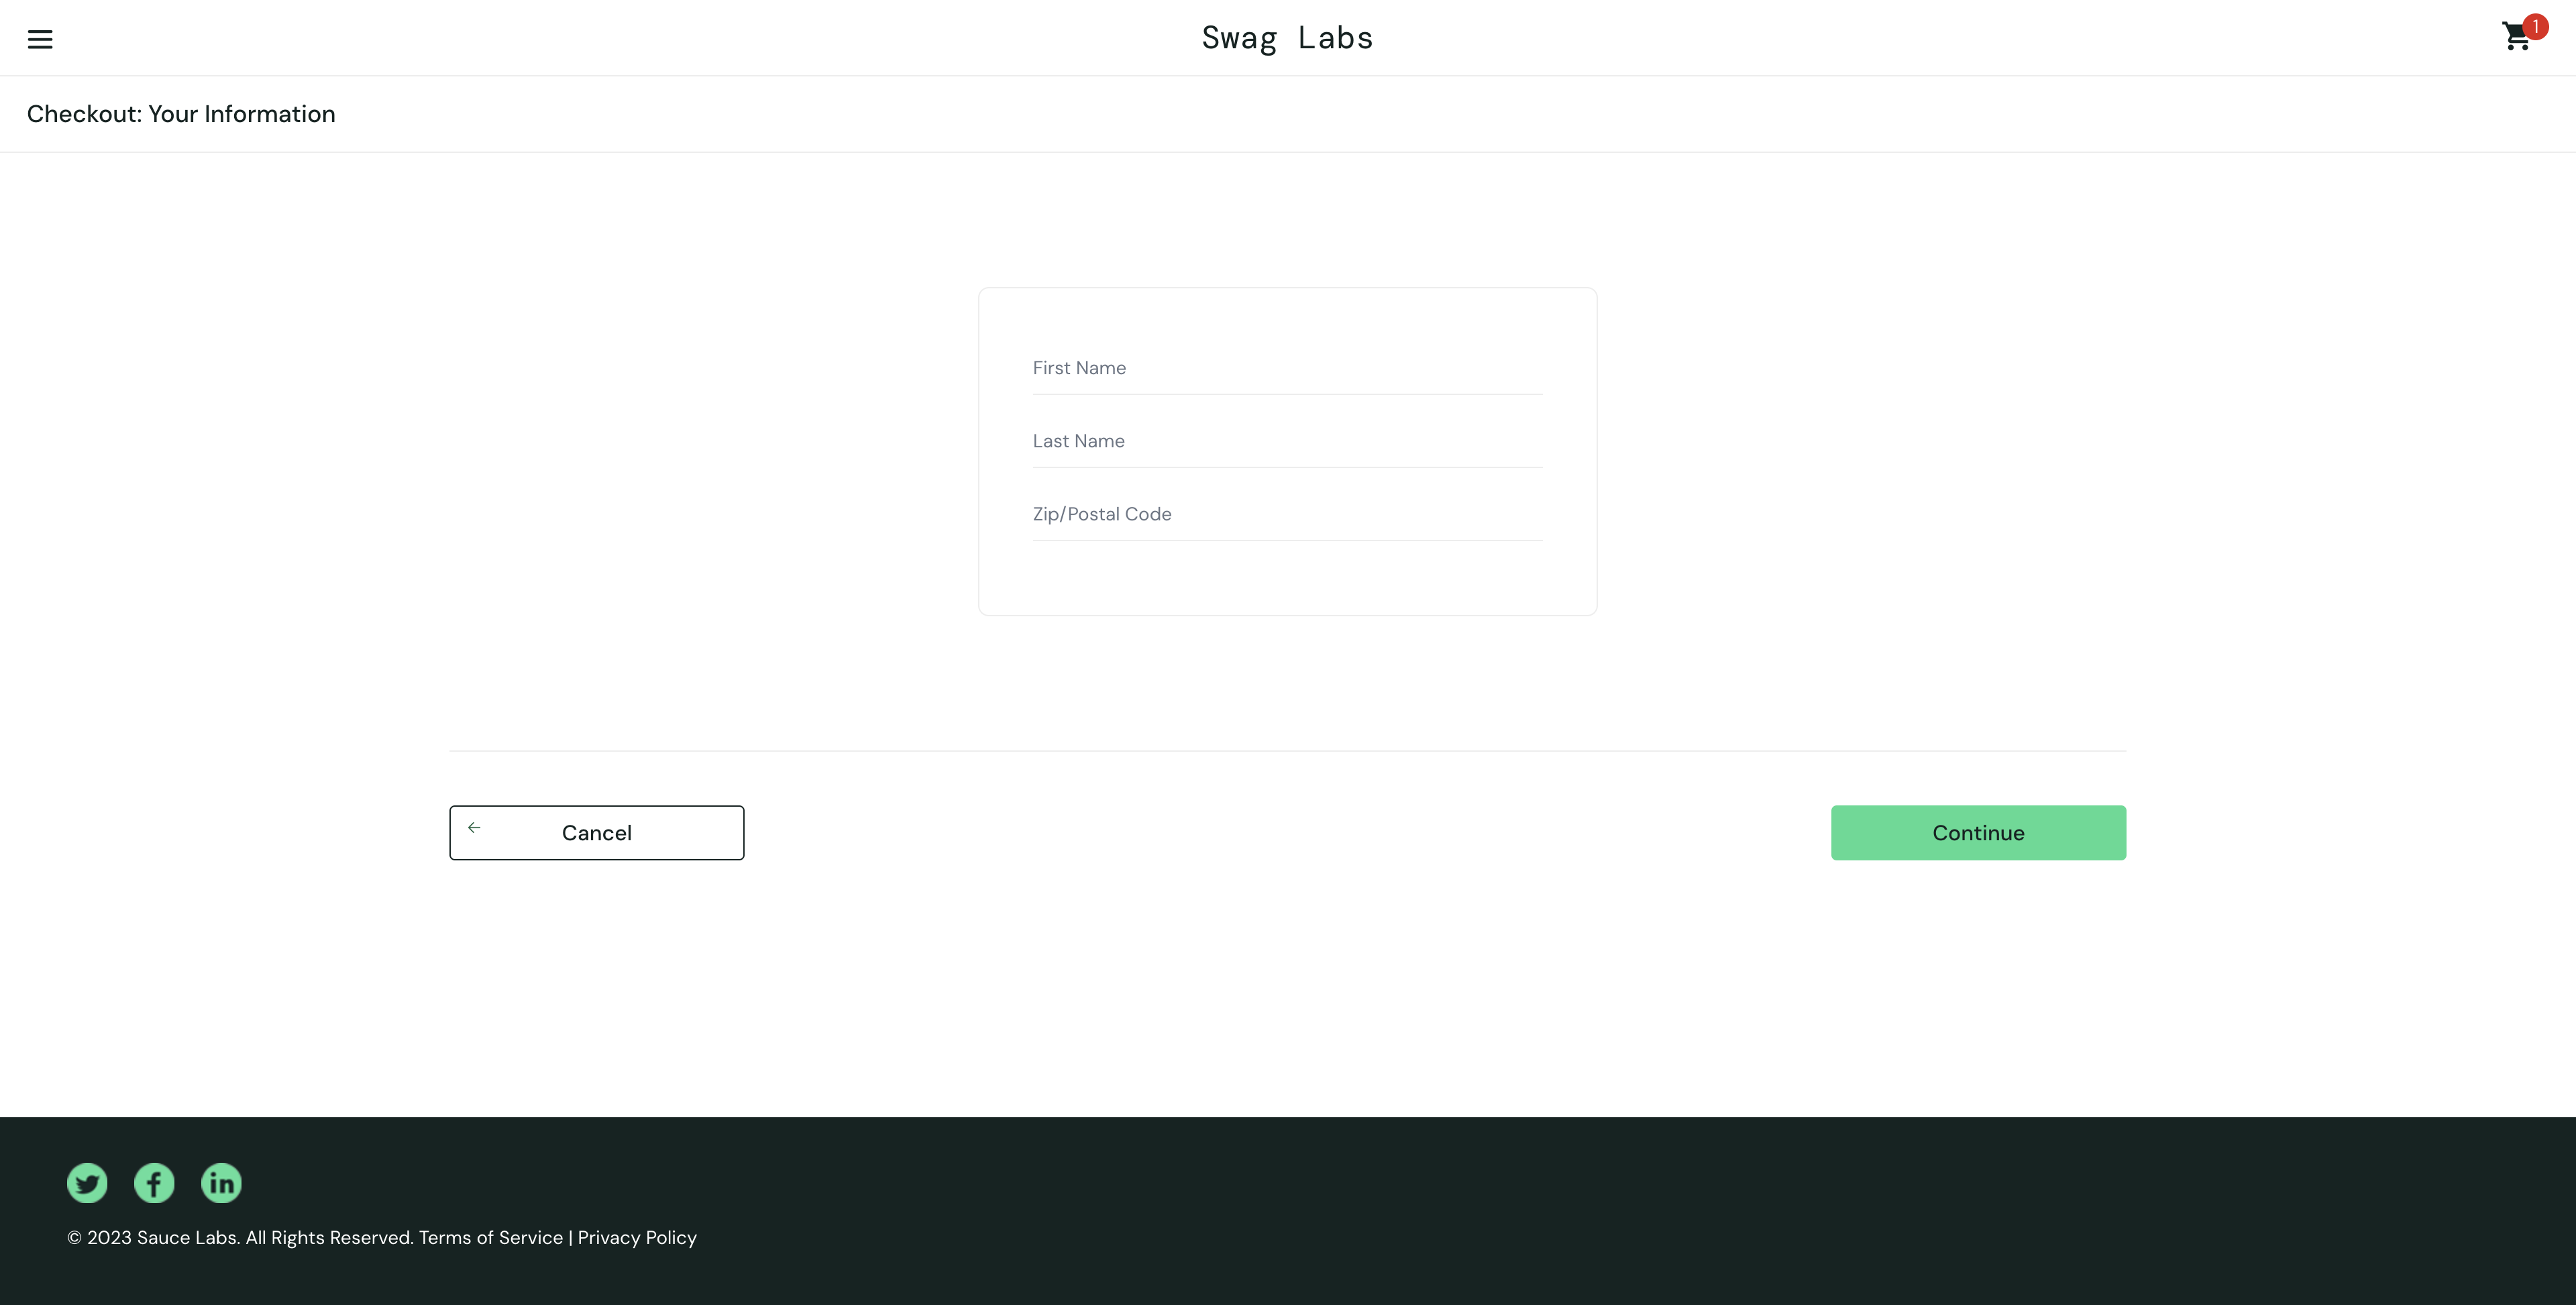 Swag Labs
1
Checkout: Your Information
First Name
Last Name
Zip/Postal Code
Cancel
Continue
© 2023 Sauce Labs. All Rights Reserved. Terms of Service | Privacy Policy